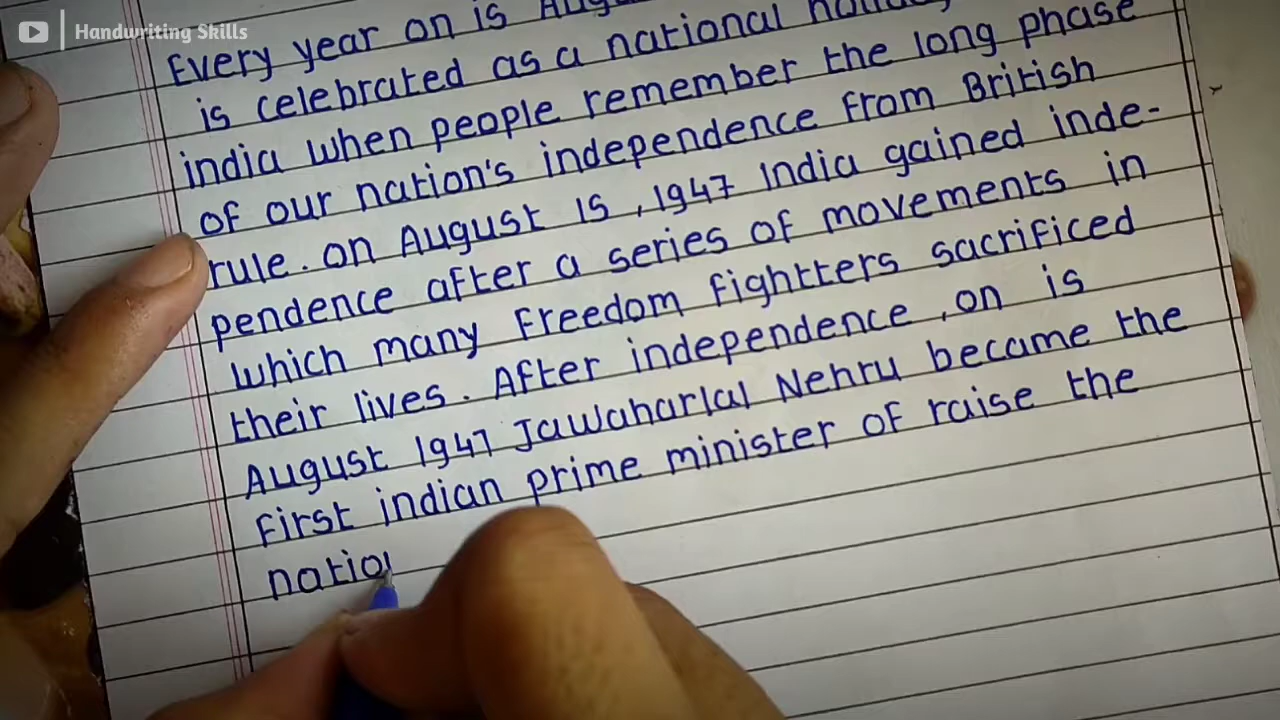 Handwriting Skills
Every year on is
is celebrated as a national
india when people remember the long phase
of our nation's independence from British
rule. on August 15, 1947 India gained inde-
pendence after a series of movements in
which many freedom fightters sacrificed
their lives. After independence, on is
August 1947 Jawaharlal Nehru became the
first indian prime minister of raise the
natio